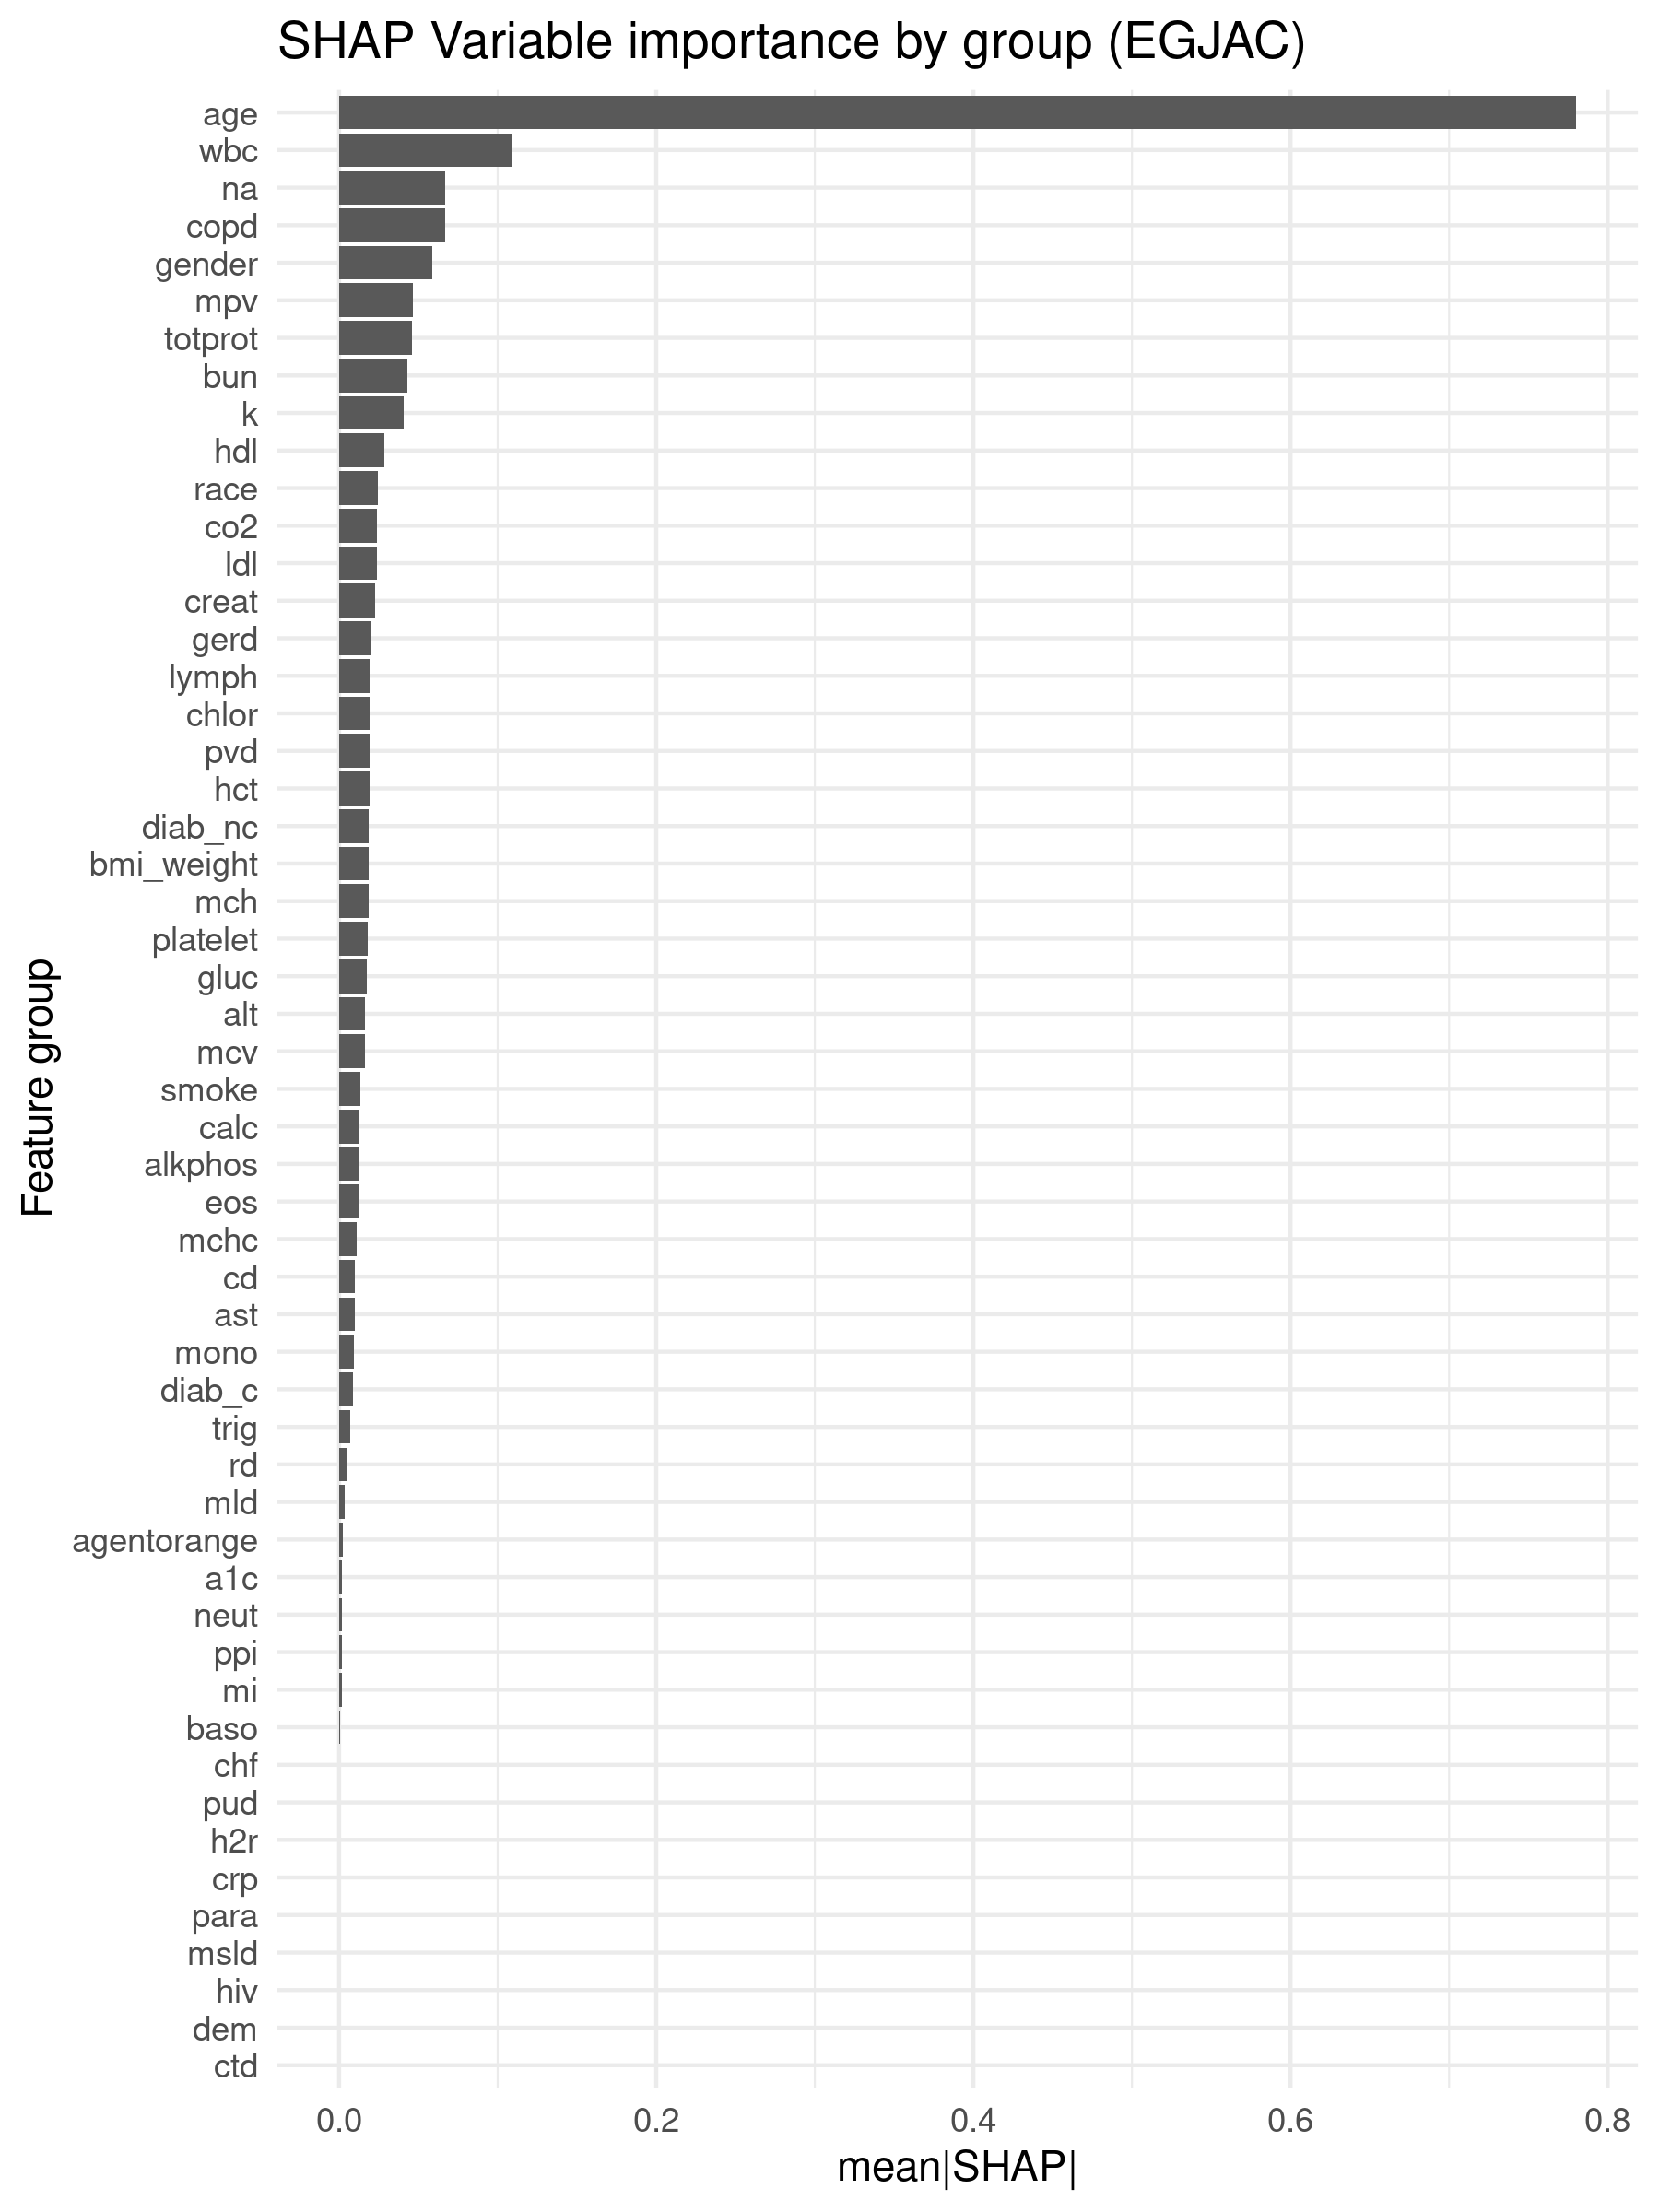 SHAP Variable importance by group (EGJAC)
age
wbc
na
copd
gender
mpv
totprot
bun
k
hdl
race
co2
ldl
creat
gerd
lymph
chlor
pvd
hct
diab_nc
bmi_weight
mch
platelet
gluc
alt
mcv
smoke
calc
alkphos
eos
mchc
cd
ast
mono
diab_c
trig
rd
mld
agentorange
a1c
neut
ppi
mi
baso
chf
pud
h2r
crp
para
msld
hiv
dem
ctd
Feature group
0.0 0.2 0.4 0.6 0.8
mean|SHAP|